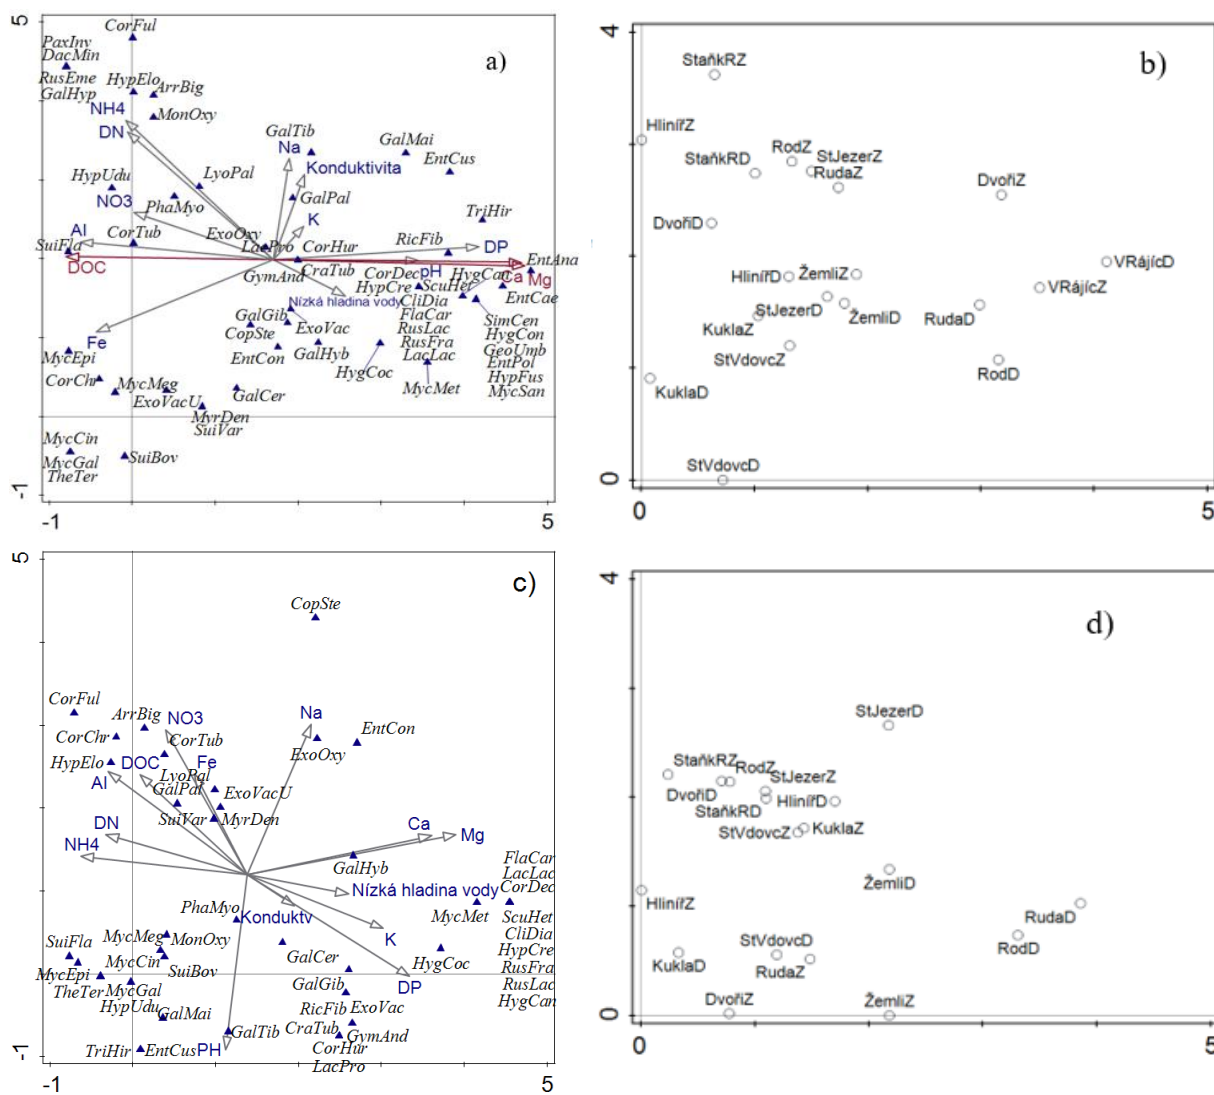 5
a)
CorFul
PaxInv
DacMin
RusEme
GalHyp
HypElo
ArrBig
NH4
MonOxy
DN
GalTib
Na
GalMai
Konduktivita
EntCus
HypUdu
LyoPal
NO3
PhaMyo
GalPal
TriHir
Al
CorTub
ExoOxy
K
SuiFla
LacPro
CorHur
RicFib
DP
DOC
EntAna
GymAnd
CraTub
CorDec
pH
HygCan
Ca
Mg
HypCre
ScuHet
EntCae
Nízká hladina vody
CliDia
GalGib
FlaCar
SimCen
Fe
CopSte
ExoVac
RusLac
HygCon
MycEpi
EntCon
GalHyb
RusFra
GeoUmb
LacLac
EntPol
CorChr
HygCoc
HypFus
MycMeg
MycMet
MycSan
ExoVacU
GalCer
MyrDen
SuiVar
MycCin
MycGal
SuiBov
TheTer
-1
-1
5
4
b)
StaňkRZ
HlinířZ
RodZ
StJezerZ
StaňkRD
RudaZ
DvořiZ
DvořiD
VRájícD
HlinířD
ŽemliZ
VRájícZ
StJezerD
ŽemliD
RudaD
KuklaZ
StVdovcZ
RodD
KuklaD
StVdovcD
0
0
5
5
c)
CopSte
CorFul
ArrBig
NO3
Na
EntCon
CorChr
CorTub
ExoOxy
HypElo
DOC
Fe
Al
LyoPal
GalPal
ExoVacU
SuiVar
MyrDen
DN
Ca
Mg
NH4
GalHyb
FlaCar
LacLac
Nízká hladina vody
CorDec
PhaMyo
Konduktv
MycMet
ScuHet
MycMeg
MonOxy
K
CliDia
SuiFla
MycCin
GalCer
HygCoc
HypCre
MycEpi
SuiBov
RusFra
TheTer
MycGal
GalGib
DP
RusLac
HypUdu
RicFib
ExoVac
HygCan
GalMai
GalTib
CraTub
GymAnd
TriHir
EntCus
PH
CorHur
LacPro
-1
-1
5
4
d)
StJezerD
StaňkRZ
RodZ
StJezerZ
DvořiD
HlinířD
StaňkRD
StVdovcZ
KuklaZ
ŽemliD
HlinířZ
RudaD
RodD
StVdovcD
KuklaD
RudaZ
DvořiZ
ŽemliZ
0
0
5